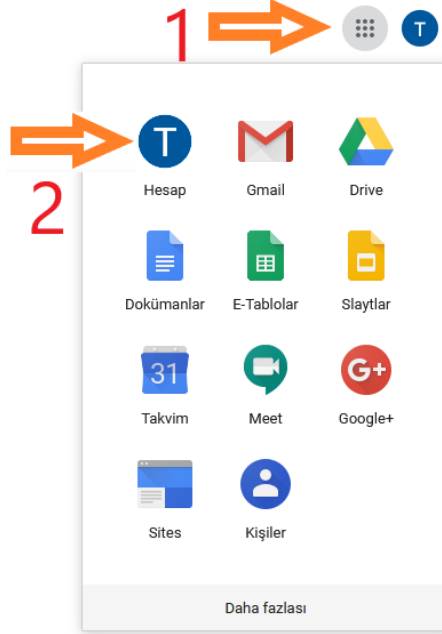 1
T
2
T
Hesap
Gmail
Drive
Dokümanlar
E-Tablolar
Slaytlar
31
G+
Takvim
Meet
Google+
Sites
Kişiler
Daha fazlası